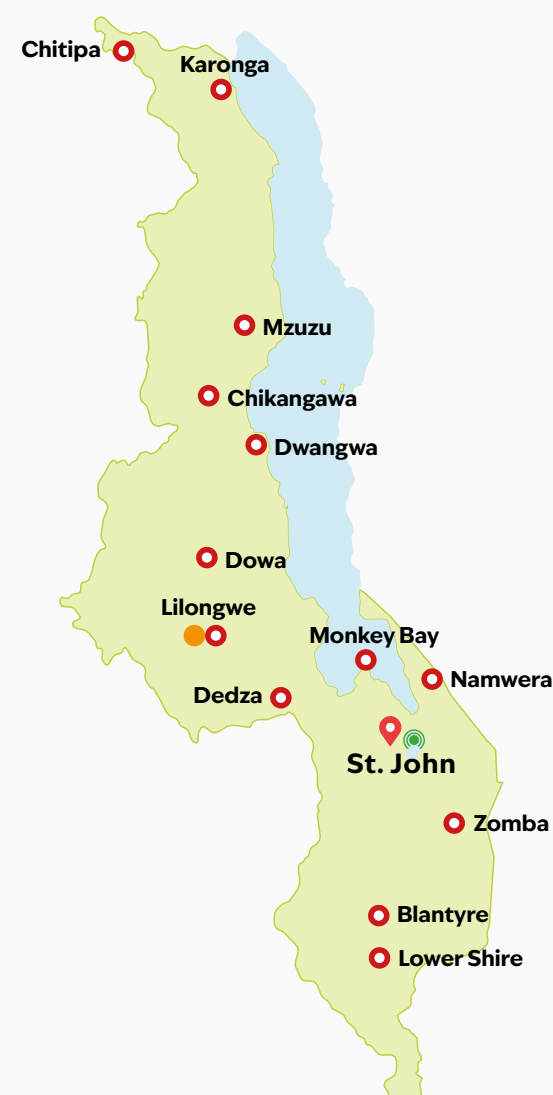 Chitipa
Karonga
Mzuzu
Chikangawa
Dwangwa
Dowa
Lilongwe
Monkey Bay
Namwera
Dedza
St. John
Zomba
Blantyre
Lower Shire